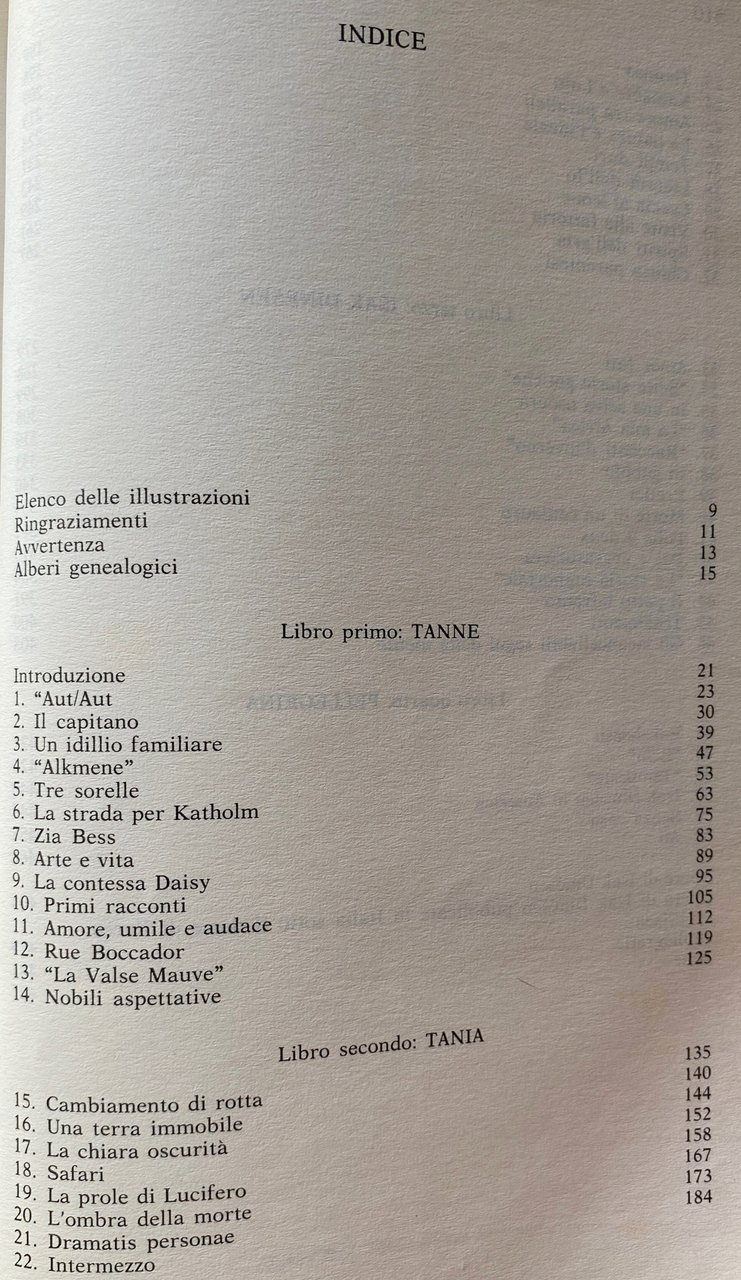 INDICE
Elenco delle illustrazioni 9
Ringraziamenti 11
Avvertenza 13
Alberi genealogici 15
Libro primo: TANNE
Introduzione 21
1. “Aut/Aut 23
2. Il capitano 30
3. Un idillio familiare 39
4. “Alkmene” 47
5. Tre sorelle 53
6. La strada per Katholm 63
7. Zia Bess 75
8. Arte e vita 83
9. La contessa Daisy 89
10. Primi racconti 95
11. Amore, umile e audace 105
12. Rue Boccador 112
13. “La Valse Mauve” 119
14. Nobili aspettative 125
Libro secondo: TANIA
15. Cambiamento di rotta 135
16. Una terra immobile 140
17. La chiara oscurità 144
18. Safari 152
19. La prole di Lucifero 158
20. L'ombra della morte 167
21. Dramatis personae 173
22. Intermezzo 184